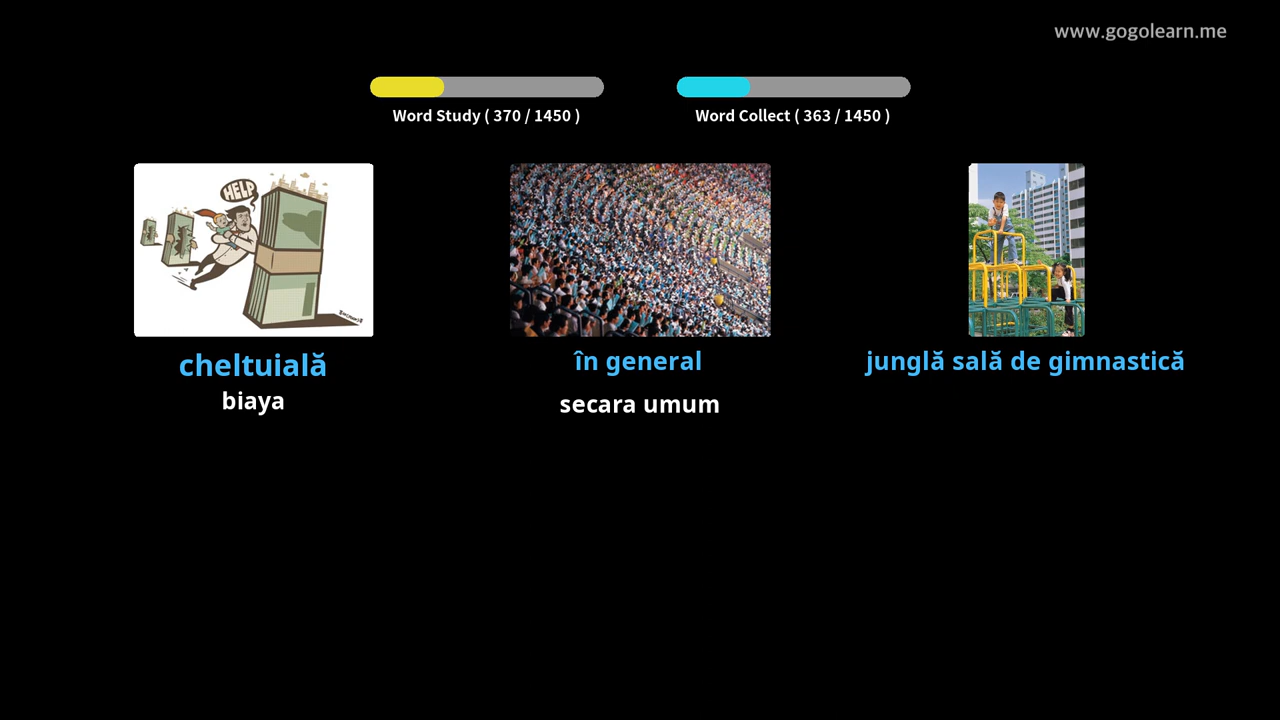 www.gogolearn.me
Word Study ( 370 / 1450 )
Word Collect ( 363 / 1450 )
HELP
cheltuială
în general
junglă sală de gimnastică
biaya
secara umum